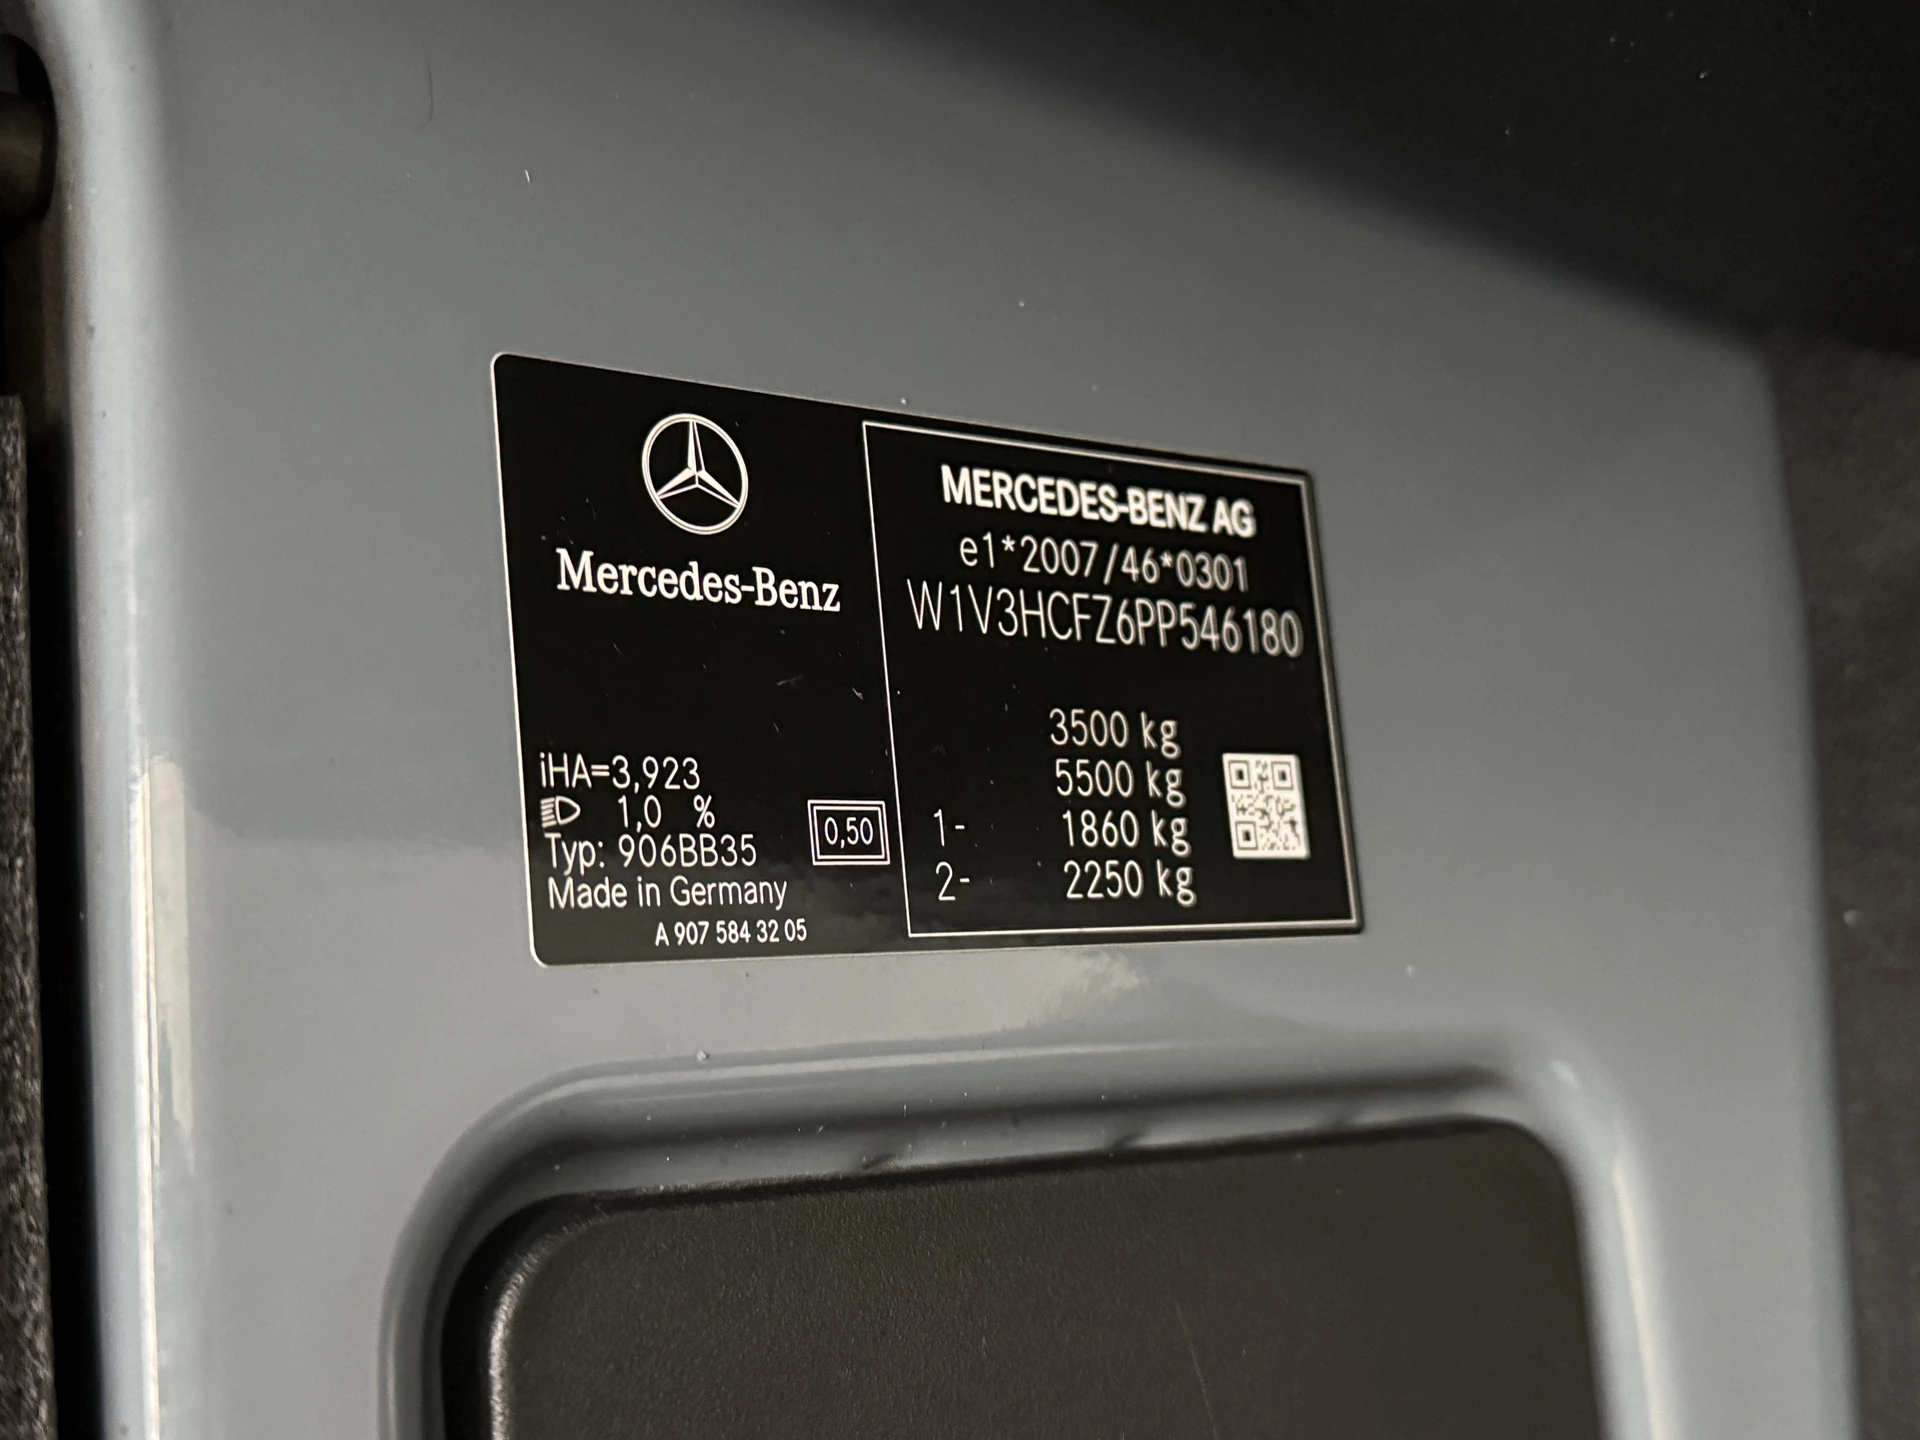 Mercedes-Benz
iHA=3,923
1,0 %
Typ: 906BB35
Made in Germany
A 907 584 32 05
0,50
MERCEDES-BENZ AG
e1*2007/46*0301
W1V3HCFZ6PP546180
3500 kg
5500 kg
1- 1860 kg
2- 2250 kg